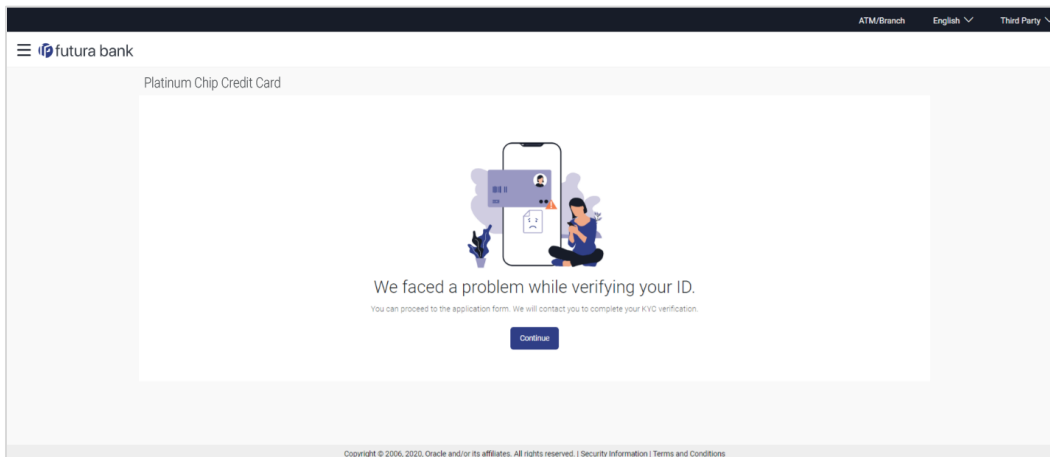 ATM/Branch English Third Party
futura bank
Platinum Chip Credit Card
We faced a problem while verifying your ID.
You can proceed to the application form. We will contact you to complete your KYC verification.
Continue
Copyright © 2006, 2020, Oracle and/or its affiliates. All rights reserved. | Security Information | Terms and Conditions